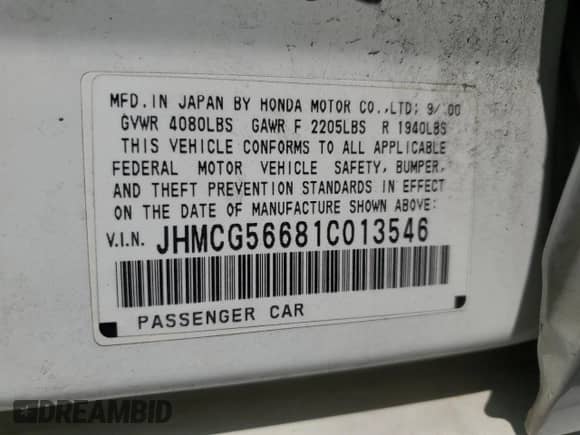 MFD. IN JAPAN BY HONDA MOTOR CO.,LTD; 9/'00
GVWR 4080LBS GAWR F 2205LBS R 1940LBS
THIS VEHICLE CONFORMS TO ALL APPLICABLE
FEDERAL MOTOR VEHICLE SAFETY, BUMPER,
AND THEFT PREVENTION STANDARDS IN EFFECT
ON THE DATE OF MANUFACTURE SHOWN ABOVE:
V.I.N. JHMCG56681C013546
PASSENGER CAR
DREAMBID